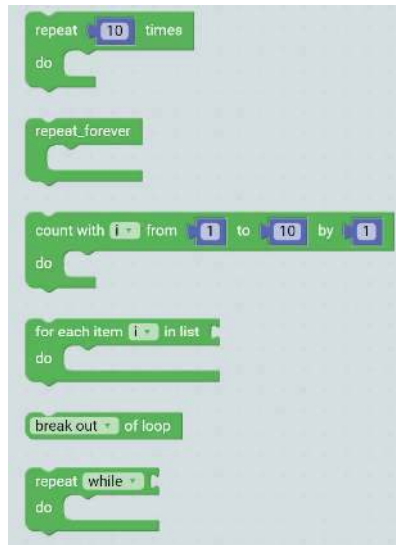 repeat 10 times
do
repeat_forever
count with i from 1 to 10 by 1
do
for each item i in list
do
break out of loop
repeat while
do